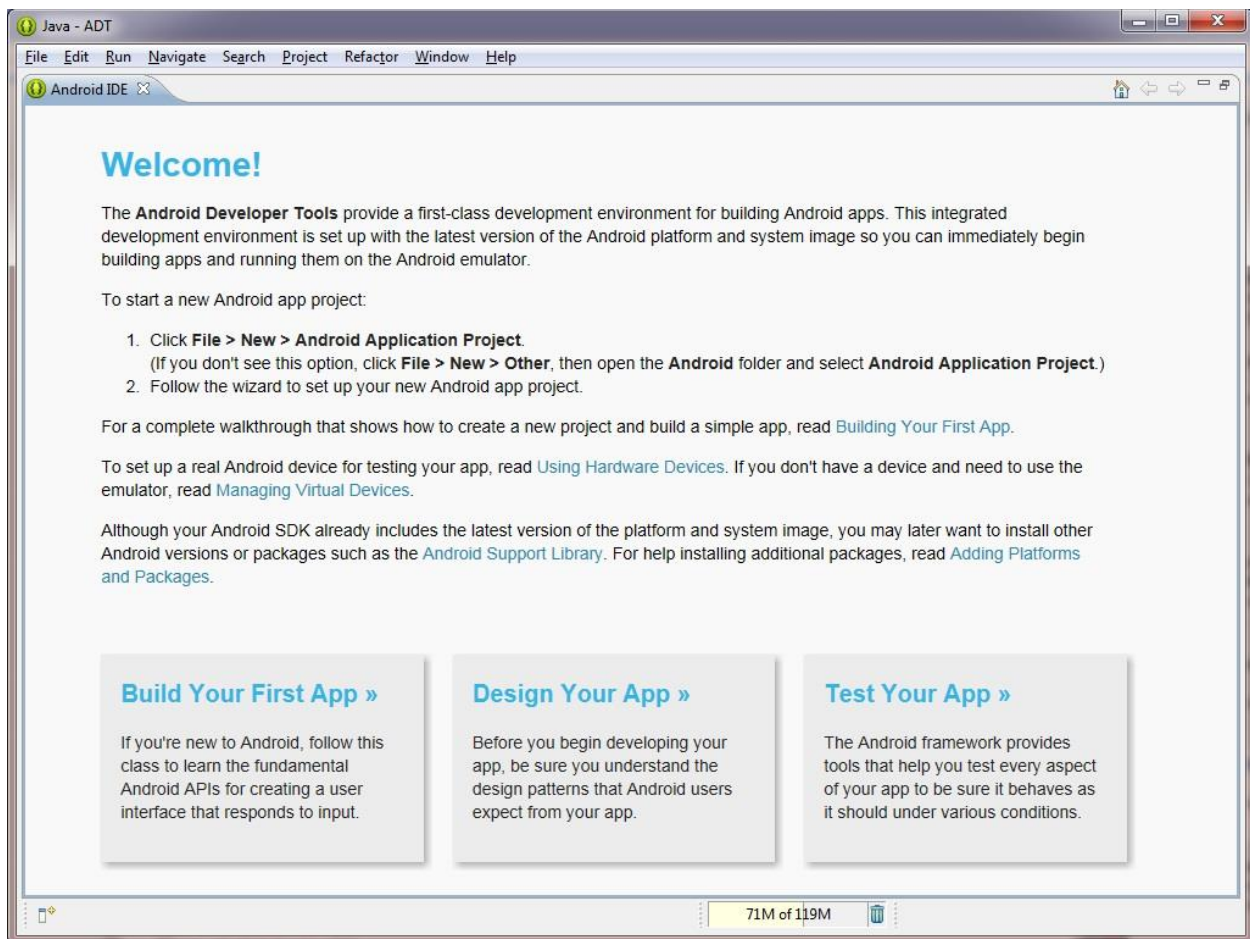 Java - ADT
File Edit Run Navigate Search Project Refactor Window Help
Android IDE
Welcome!
The Android Developer Tools provide a first-class development environment for building Android apps. This integrated
development environment is set up with the latest version of the Android platform and system image so you can immediately begin
building apps and running them on the Android emulator.
To start a new Android app project:
1. Click File > New > Android Application Project.
(If you don't see this option, click File > New > Other, then open the Android folder and select Android Application Project.)
2. Follow the wizard to set up your new Android app project.
For a complete walkthrough that shows how to create a new project and build a simple app, read Building Your First App.
To set up a real Android device for testing your app, read Using Hardware Devices. If you don't have a device and need to use the
emulator, read Managing Virtual Devices.
Although your Android SDK already includes the latest version of the platform and system image, you may later want to install other
Android versions or packages such as the Android Support Library. For help installing additional packages, read Adding Platforms
and Packages.
Build Your First App »
If you're new to Android, follow this
class to learn the fundamental
Android APIs for creating a user
interface that responds to input.
Design Your App »
Before you begin developing your
app, be sure you understand the
design patterns that Android users
expect from your app.
Test Your App »
The Android framework provides
tools that help you test every aspect
of your app to be sure it behaves as
it should under various conditions.
71M of 119M